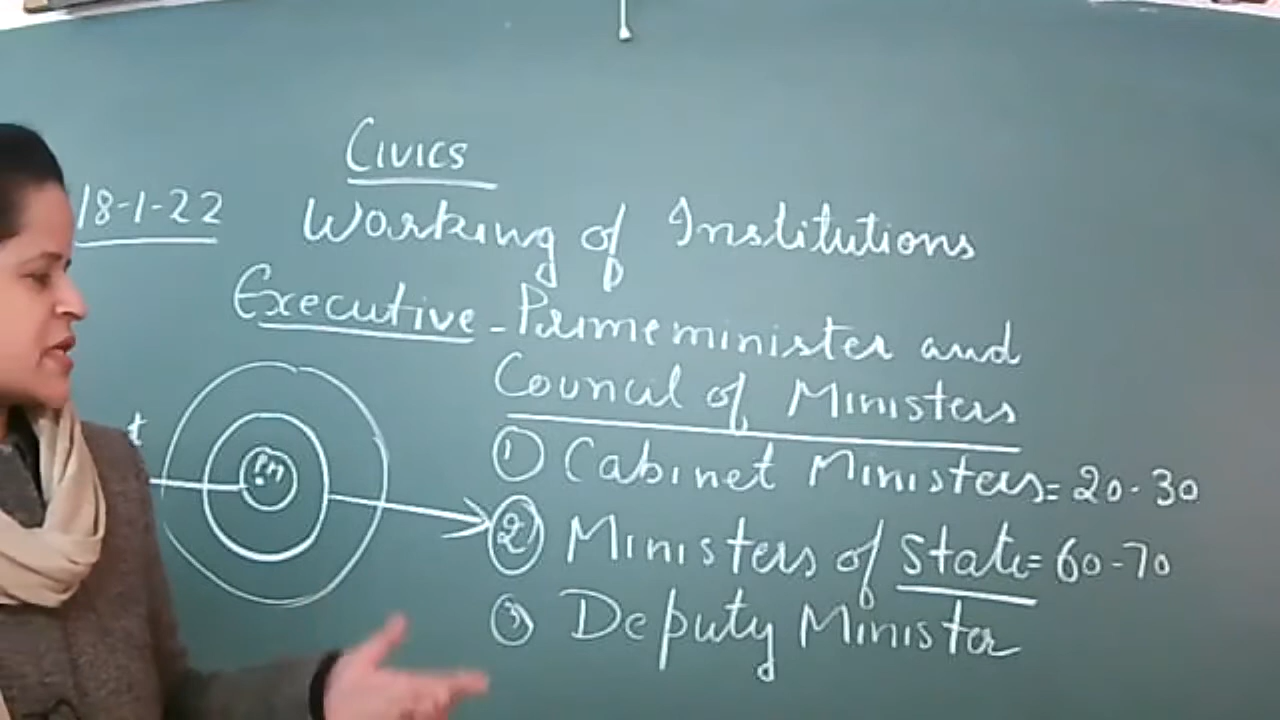 Civics
18-1-22
Working of Institutions
Executive - Primeminister and
Council of Ministers
① Cabinet Ministers = 20-30
② Ministers of State = 60-70
③ Deputy Minister
P.M
t